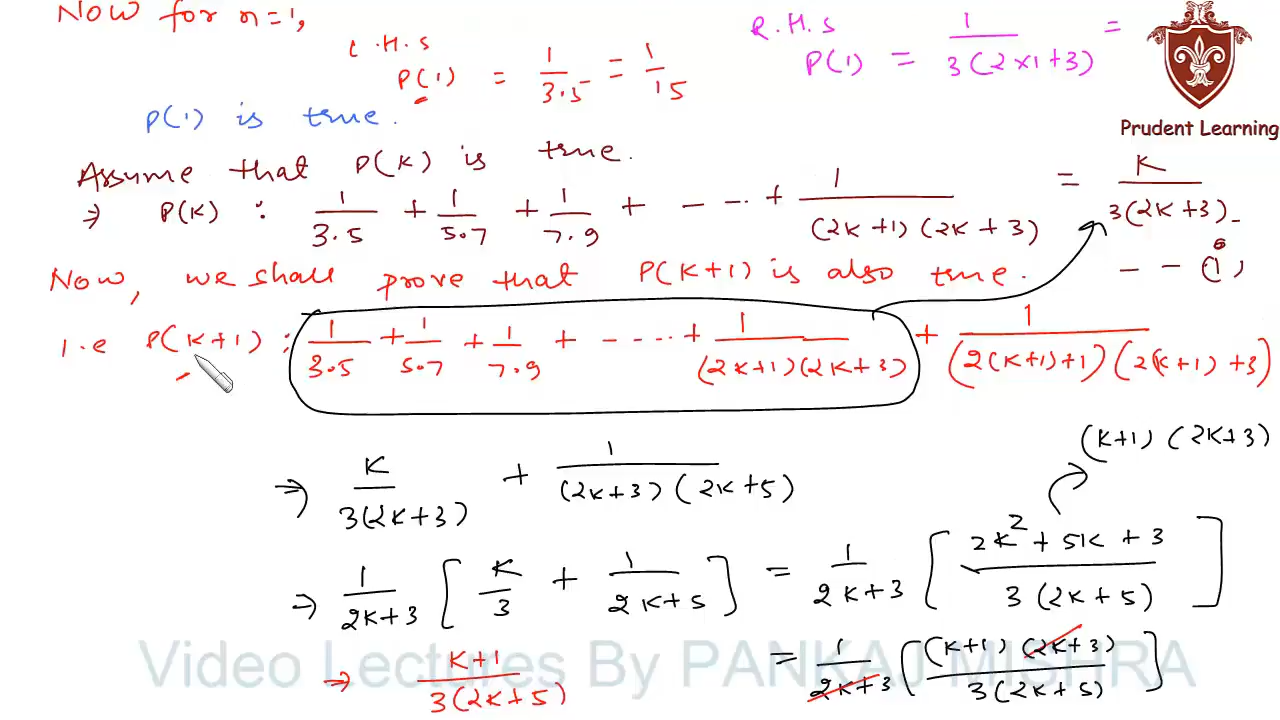 Now for n=1,
L.H.S P(1) = 1/3.5 = 1/15
R.H.S P(1) = 1/3(2×1+3) =
P(1) is true.
Prudent Learning
Assume that P(K) is true.
⇒ P(K) : 1/3.5 + 1/5.7 + 1/7.9 + - -- + 1/(2K+1)(2K+3) = K/3(2K+3) -
Now, we shall prove that P(K+1) is also true. - - (1),
i.e P(K+1) : 1/3.5 + 1/5.7 + 1/7.9 + - ---- + 1/(2K+1)(2K+3) + 1/(2(K+1)+1)(2(K+1)+3)
(K+1) (2K+3)
⇒ K/3(2K+3) + 1/(2K+3)(2K+5)
⇒ 1/2K+3 [ K/3 + 1/2K+5 ] = 1/2K+3 [ 2K²+5K+3/3(2K+5) ]
= 1/2K+3 [ (K+1)(2K+3)/3(2K+5) ]
⇒ K+1/3(2K+5)
Video Lectures By PANKAJ MISHRA